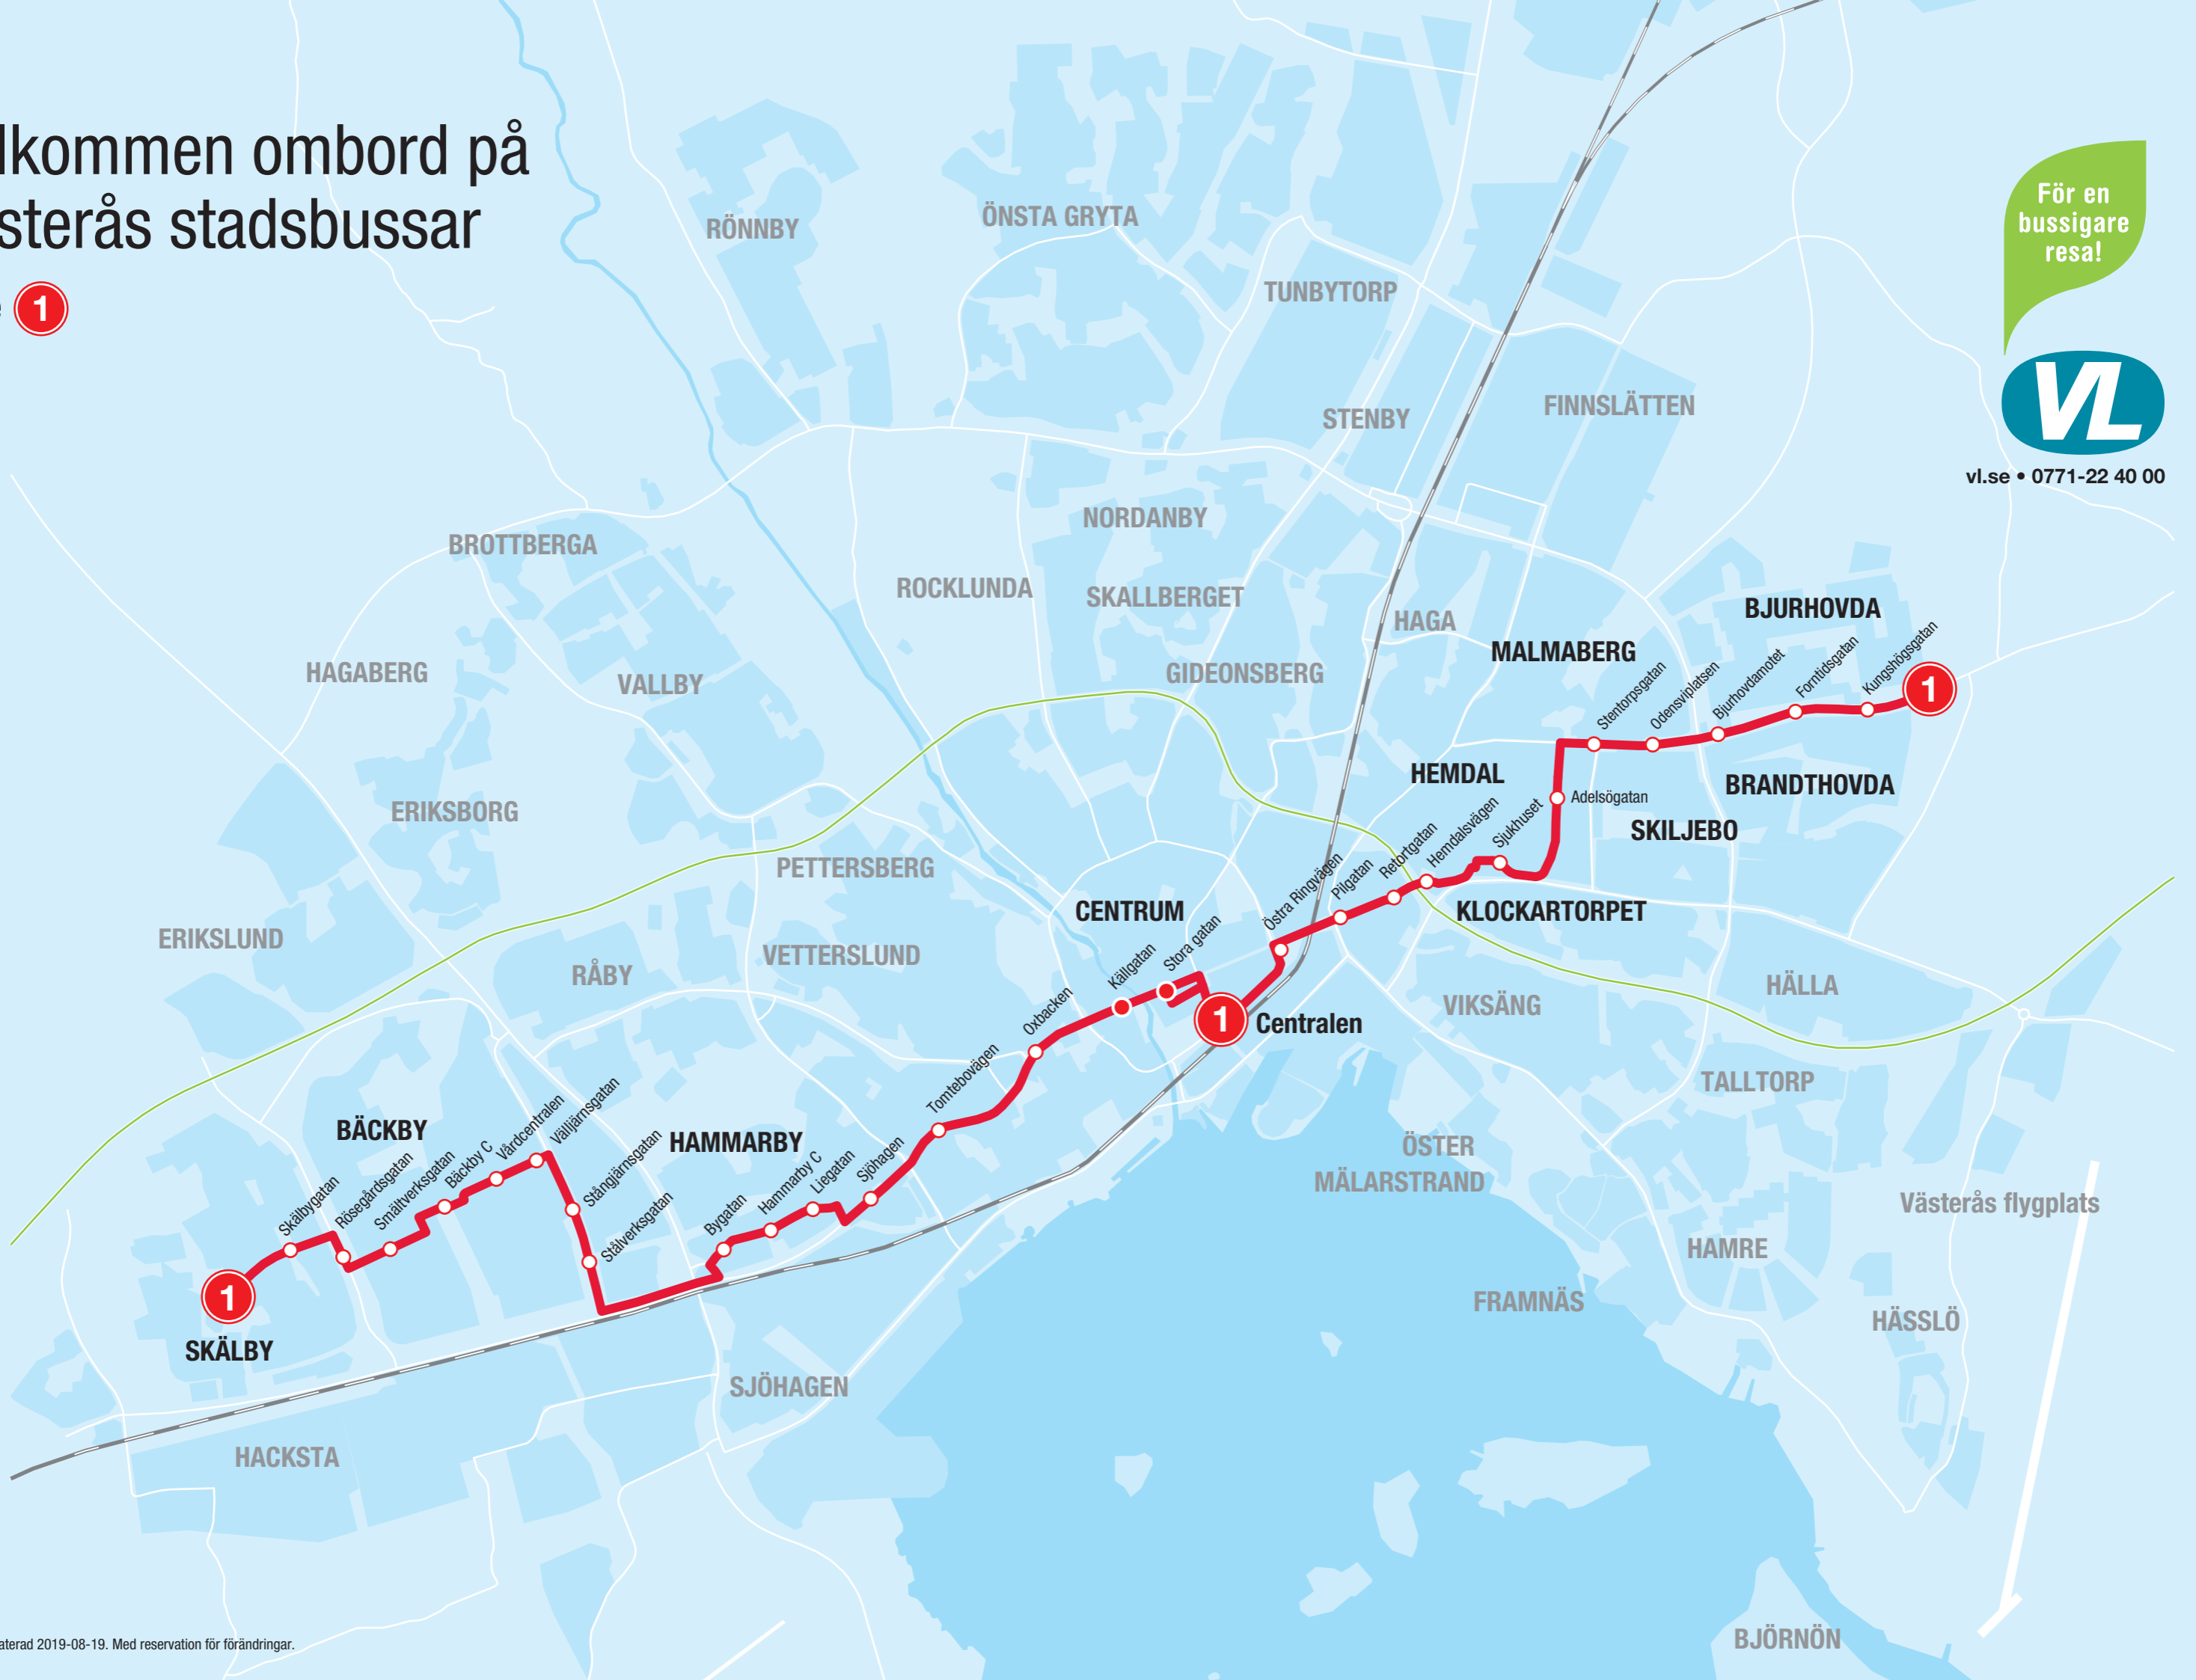 lkommen ombord på
sterås stadsbussar
e 1
För en
bussigare
resa!
VL
vl.se • 0771-22 40 00
RÖNNBY
ÖNSTA GRYTA
TUNBYTORP
STENBY
FINNSLÄTTEN
BROTTBERGA
NORDANBY
ROCKLUNDA
SKALLBERGET
HAGA
BJURHOVDA
MALMABERG
HAGABERG
VALLBY
GIDEONSBERG
Stentorpsgatan
Odensviplatsen
Bjurhovdamotet
Forntidsgatan
Kungshögsgatan
1
HEMDAL
BRANDTHOVDA
Adelsögatan
SKILJEBO
ERIKSBORG
PETTERSBERG
Östra Ringvägen
Pilgatan
Retortgatan
Hemdalsvägen
Sjukhuset
CENTRUM
KLOCKARTORPET
ERIKSLUND
RÅBY
VETTERSLUND
Källgatan
Stora gatan
HÄLLA
VIKSÄNG
1 Centralen
Oxbacken
Tomtebovägen
TALLTORP
BÄCKBY
HAMMARBY
ÖSTER
MÄLARSTRAND
Västerås flygplats
Skälbygatan
Rösegårdsgatan
Smältverksgatan
Bäckby C
Vårdcentralen
Välljärnsgatan
Stångjärnsgatan
Stålverksgatan
Bygatan
Hammarby C
Liegatan
Sjöhagen
HAMRE
1
SKÄLBY
FRAMNÄS
HÄSSLÖ
SJÖHAGEN
HACKSTA
BJÖRNÖN
aterad 2019-08-19. Med reservation för förändringar.